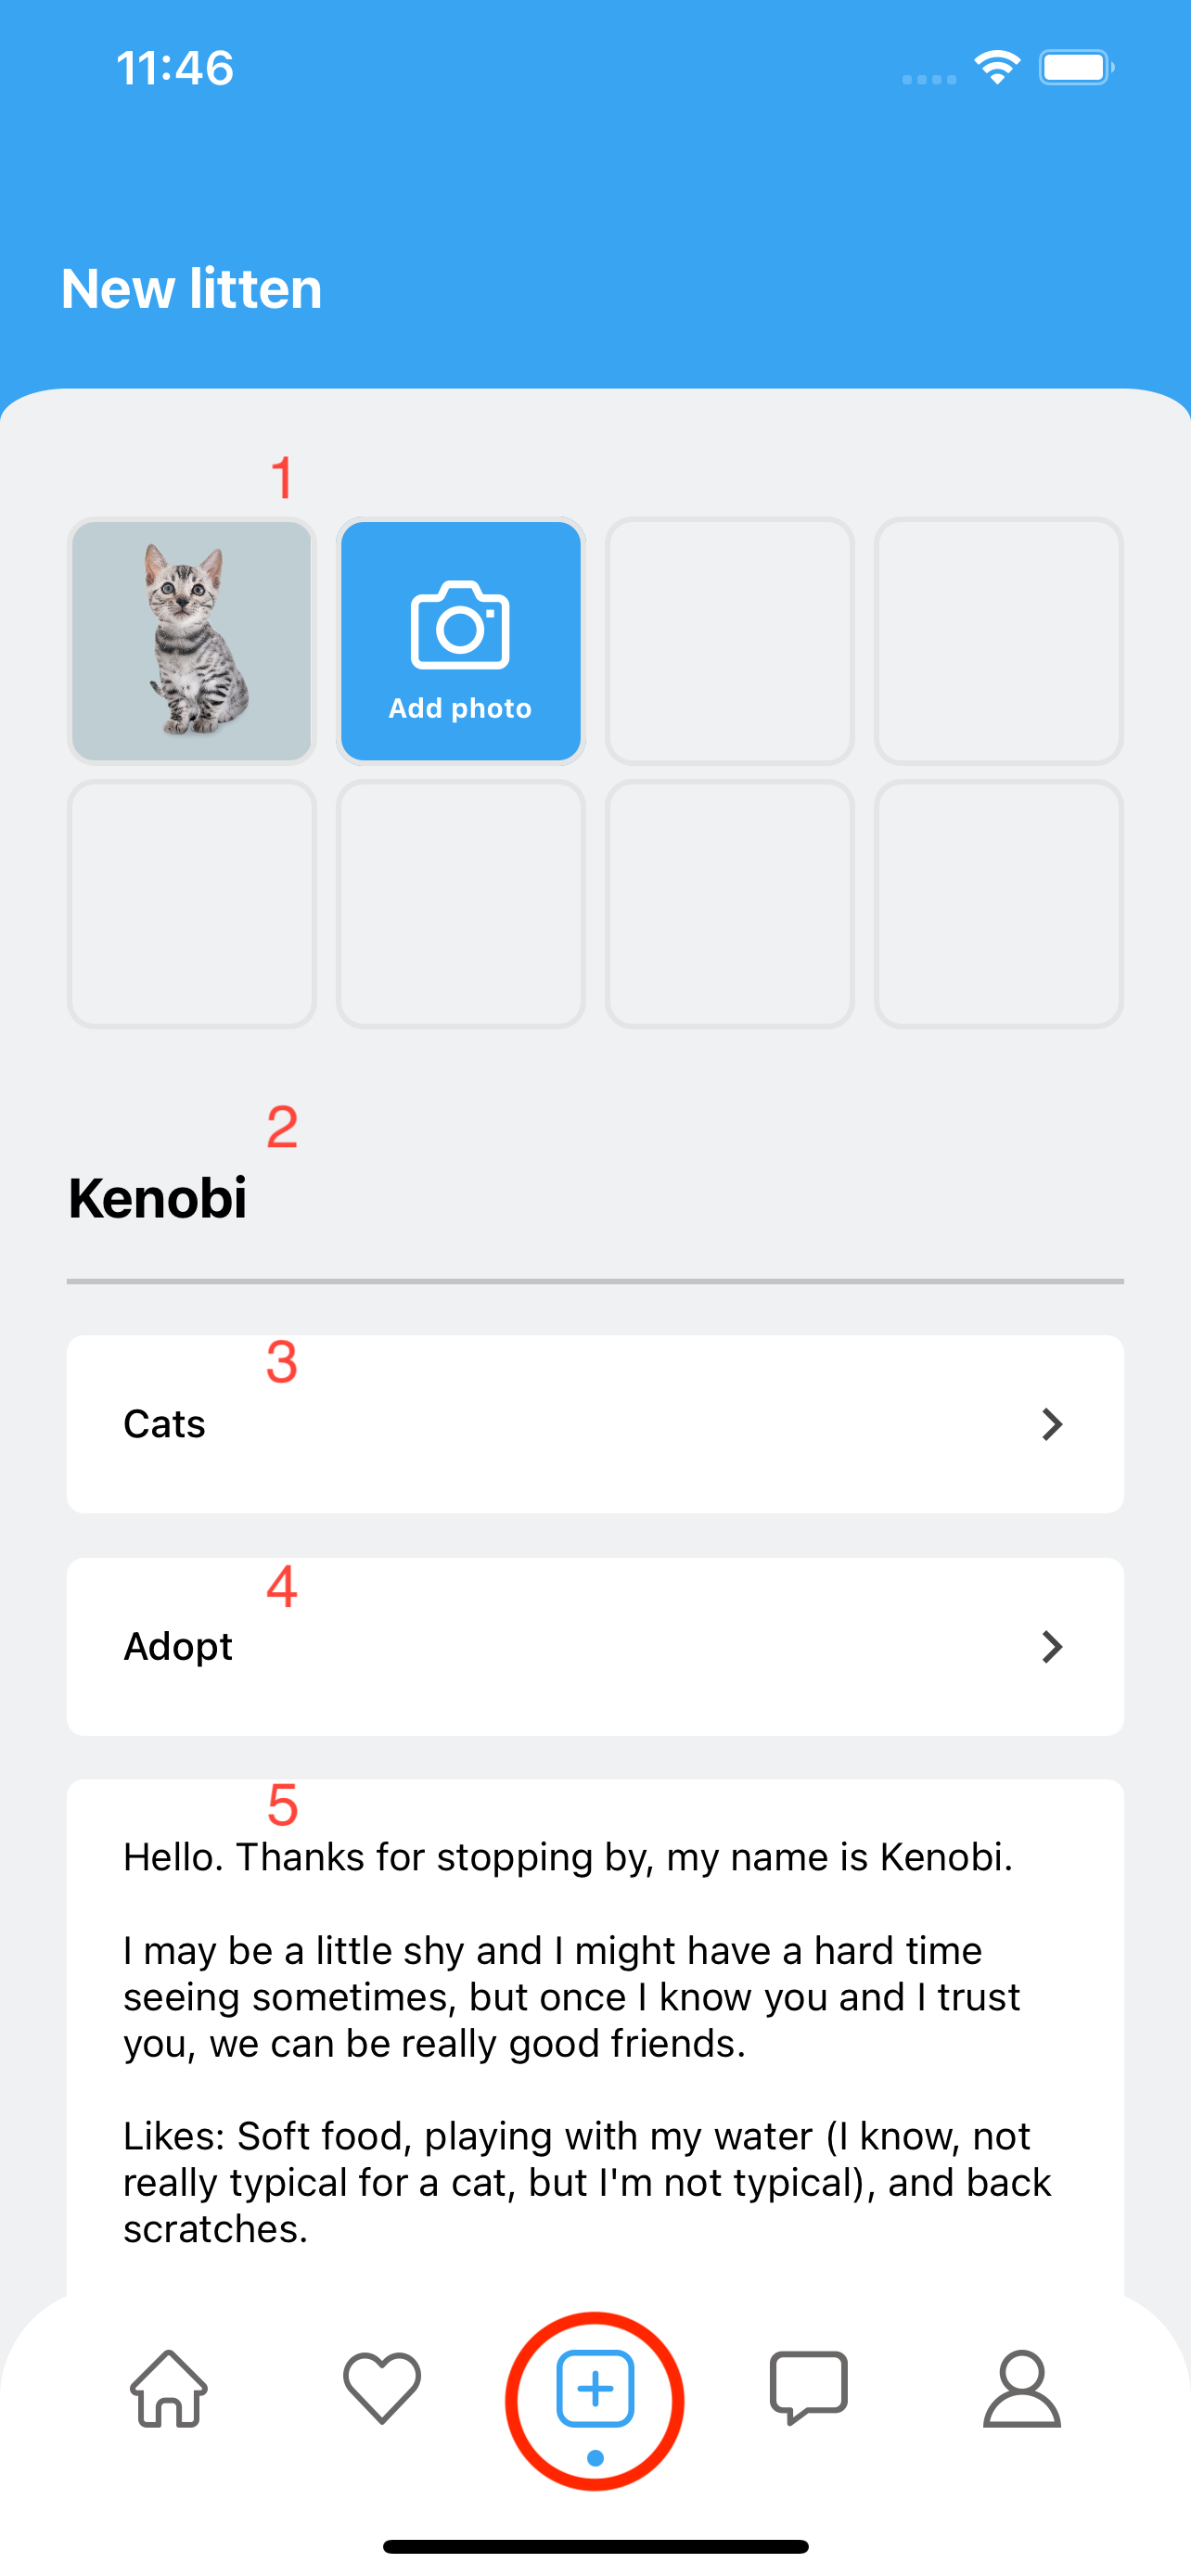 11:46
New litten
1
Add photo
2
Kenobi
3
Cats
4
Adopt
5
Hello. Thanks for stopping by, my name is Kenobi.
I may be a little shy and I might have a hard time
seeing sometimes, but once I know you and I trust
you, we can be really good friends.
Likes: Soft food, playing with my water (I know, not
really typical for a cat, but I'm not typical), and back
scratches.